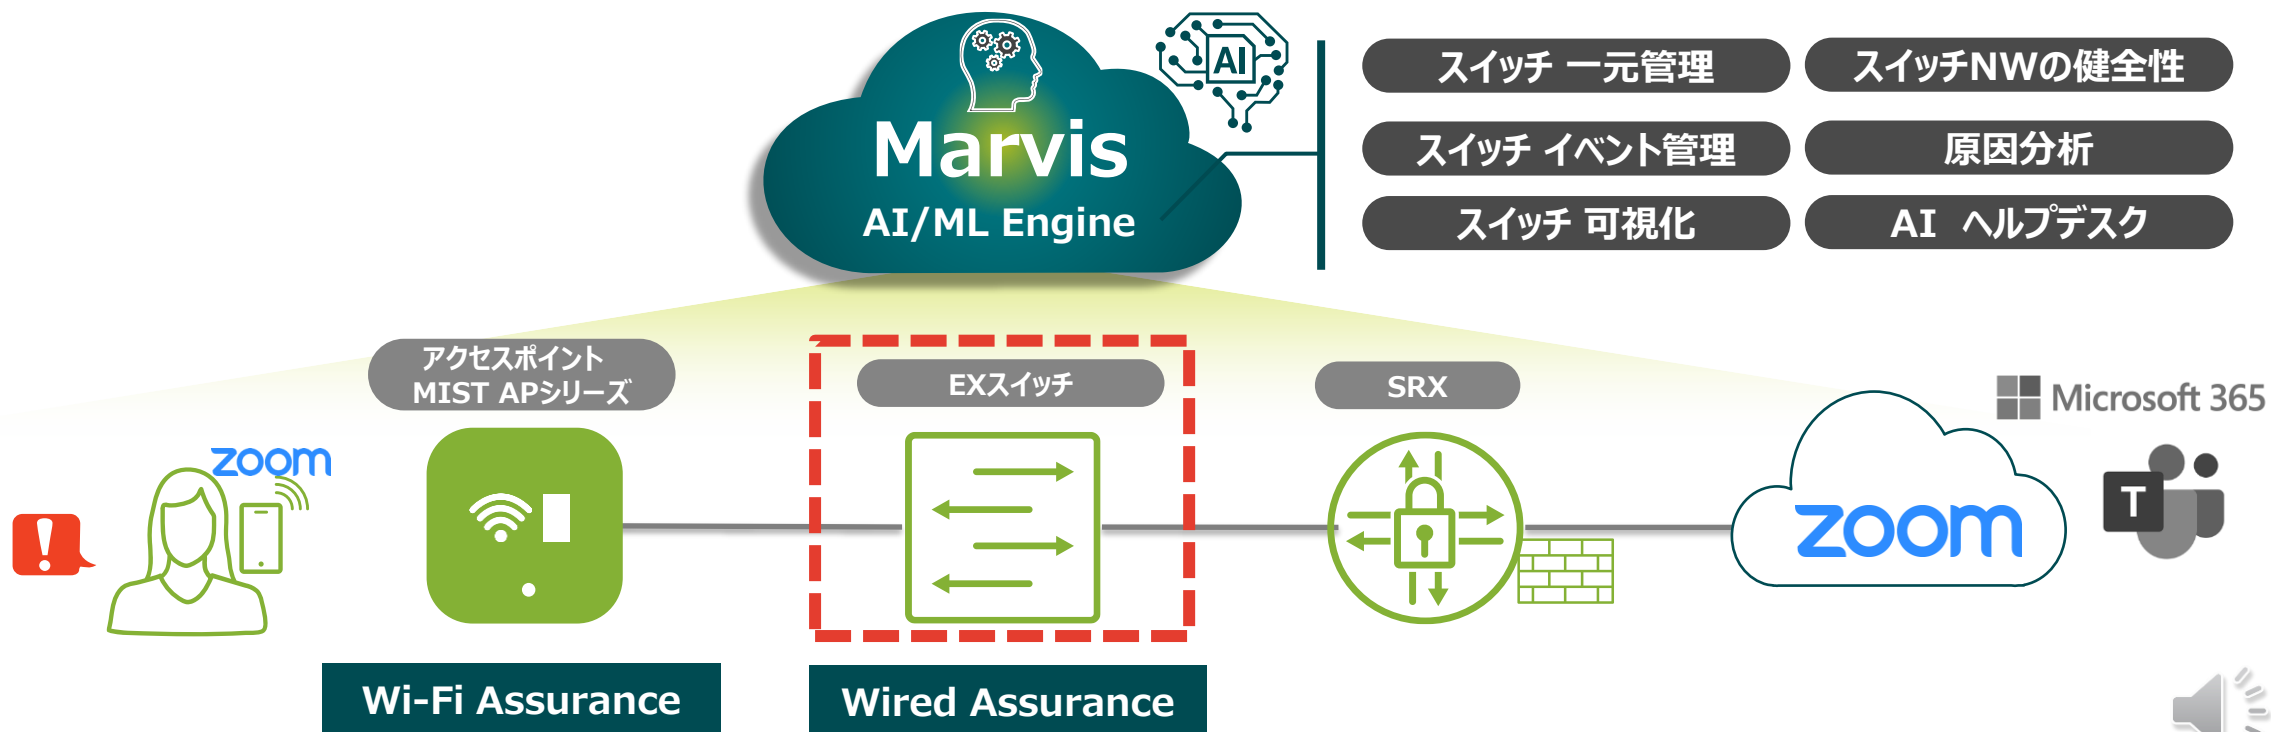 Marvis
AI/ML Engine
AI
スイッチ 一元管理
スイッチNWの健全性
スイッチ イベント管理
原因分析
スイッチ 可視化
AI ヘルプデスク
アクセスポイント
MIST APシリーズ
EXスイッチ
SRX
Microsoft 365
zoom
zoom
T
Wi-Fi Assurance
Wired Assurance